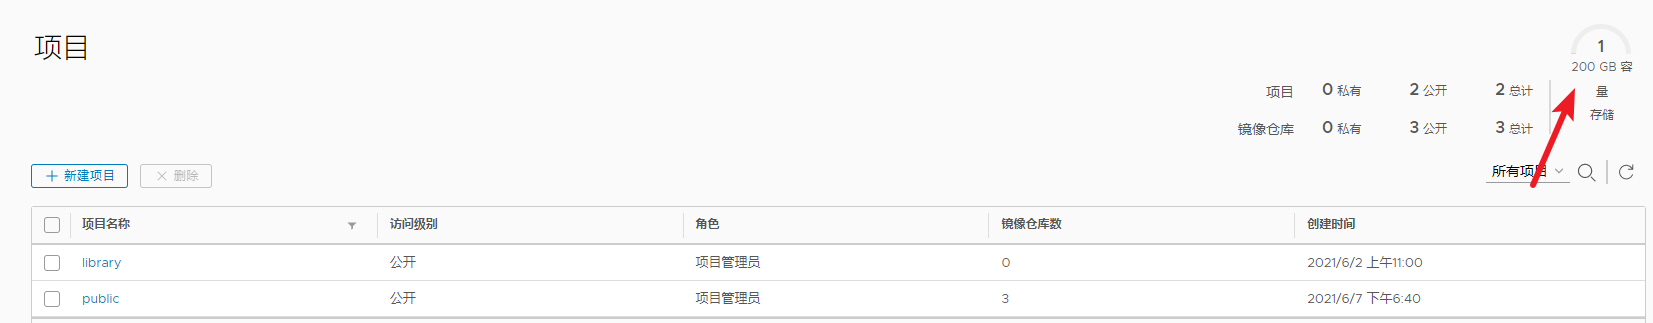 项目
1
200 GB 容
量
存储
项目 0 私有 2 公开 2 总计
镜像仓库 0 私有 3 公开 3 总计
新建项目 删除 所有项目
项目名称 访问级别 角色 镜像仓库数 创建时间
library 公开 项目管理员 0 2021/6/2 上午11:00
public 公开 项目管理员 3 2021/6/7 下午6:40